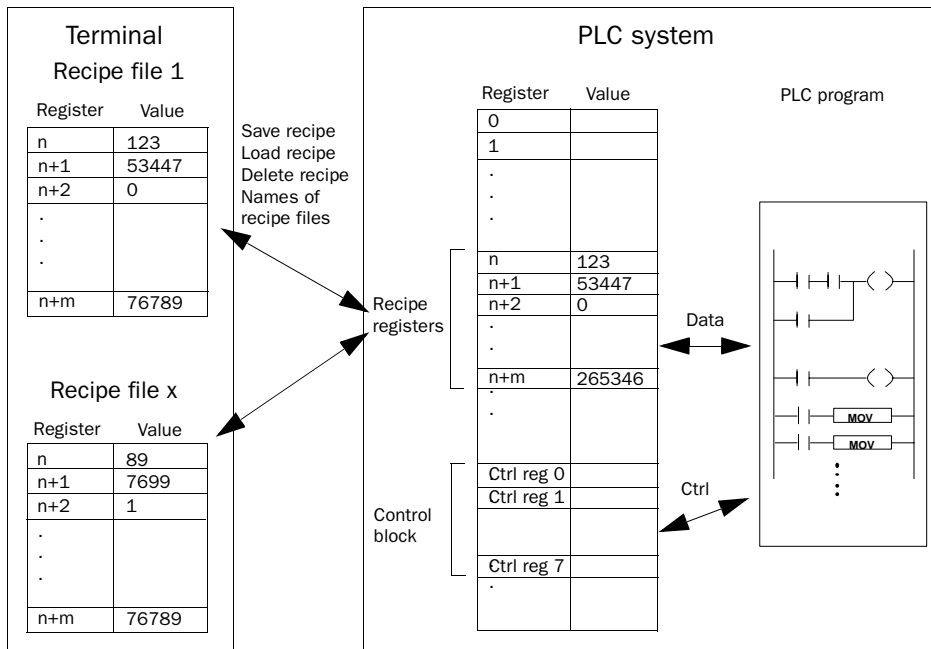 Terminal
Recipe file 1
Register Value
n 123
n+1 53447
n+2 0
.
.
.
n+m 76789
Recipe file x
Register Value
n 89
n+1 7699
n+2 1
.
.
.
n+m 76789
Save recipe
Load recipe
Delete recipe
Names of
recipe files
PLC system
Register Value
0
1
.
.
.
Recipe
registers
n 123
n+1 53447
n+2 0
.
.
n+m 265346
.
.
Control
block
Ctrl reg 0
Ctrl reg 1
Ctrl reg 7
.
Data
Ctrl
PLC program
MOV
MOV